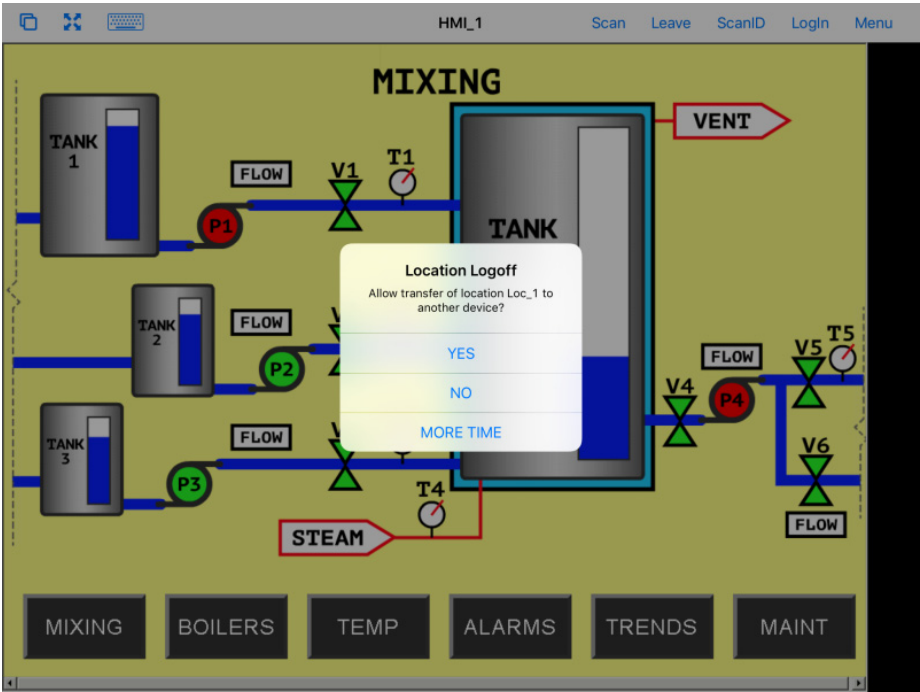 HMI_1
Scan
Leave
ScanID
LogIn
Menu
MIXING
TANK
1
FLOW
V1
T1
P1
VENT
TANK
TANK
2
FLOW
P2
V
Location Logoff
Allow transfer of location Loc_1 to
another device?
YES
NO
MORE TIME
FLOW
V5
T5
V4
P4
TANK
3
FLOW
V
P3
V6
FLOW
T4
STEAM
MIXING
BOILERS
TEMP
ALARMS
TRENDS
MAINT